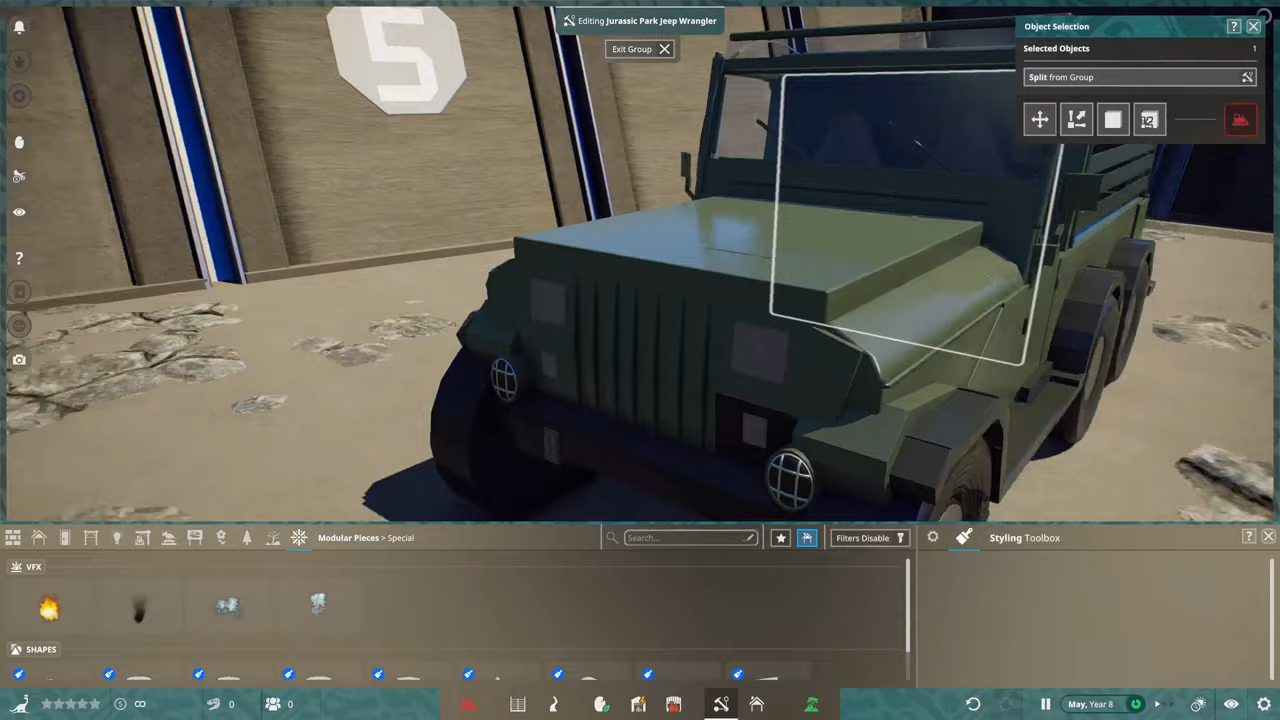 5
Editing Jurassic Park Jeep Wrangler
Exit Group
Object Selection
?
Selected Objects 1
Split from Group
12
?
Modular Pieces > Special
Search...
Filters Disable
Styling Toolbox
?
VFX
SHAPES
∞
0
0
May, Year 8